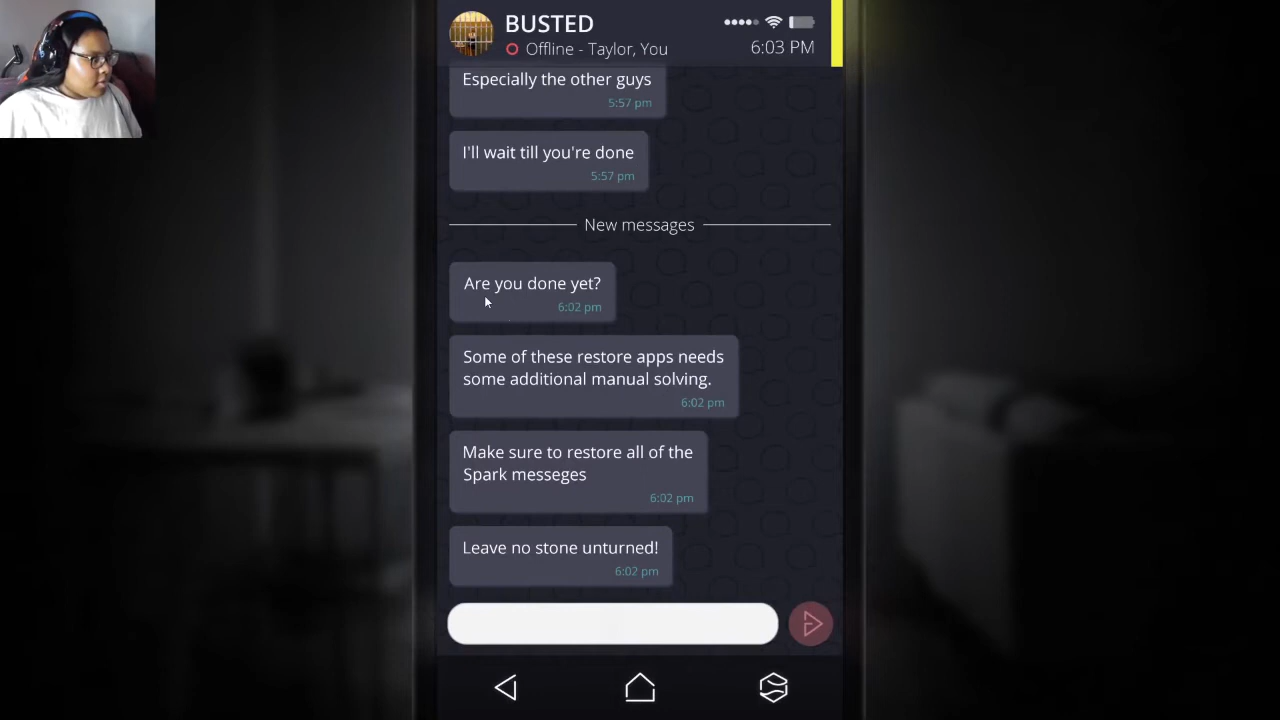 BUSTED
Offline - Taylor, You
6:03 PM
Especially the other guys
5:57 pm
I'll wait till you're done
5:57 pm
New messages
Are you done yet?
6:02 pm
Some of these restore apps needs
some additional manual solving.
6:02 pm
Make sure to restore all of the
Spark messeges
6:02 pm
Leave no stone unturned!
6:02 pm